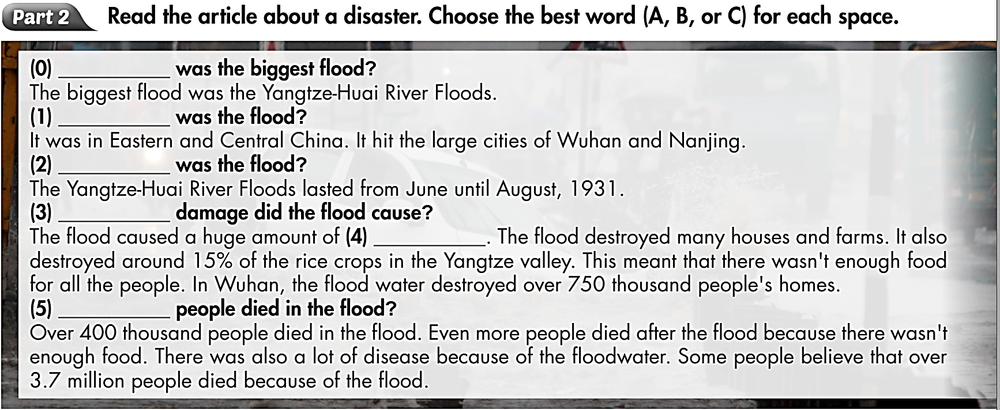 Part 2 Read the article about a disaster. Choose the best word (A, B, or C) for each space.
(0) __________ was the biggest flood?
The biggest flood was the Yangtze-Huai River Floods.
(1) __________ was the flood?
It was in Eastern and Central China. It hit the large cities of Wuhan and Nanjing.
(2) __________ was the flood?
The Yangtze-Huai River Floods lasted from June until August, 1931.
(3) __________ damage did the flood cause?
The flood caused a huge amount of (4) __________. The flood destroyed many houses and farms. It also
destroyed around 15% of the rice crops in the Yangtze valley. This meant that there wasn't enough food
for all the people. In Wuhan, the flood water destroyed over 750 thousand people's homes.
(5) __________ people died in the flood?
Over 400 thousand people died in the flood. Even more people died after the flood because there wasn't
enough food. There was also a lot of disease because of the floodwater. Some people believe that over
3.7 million people died because of the flood.